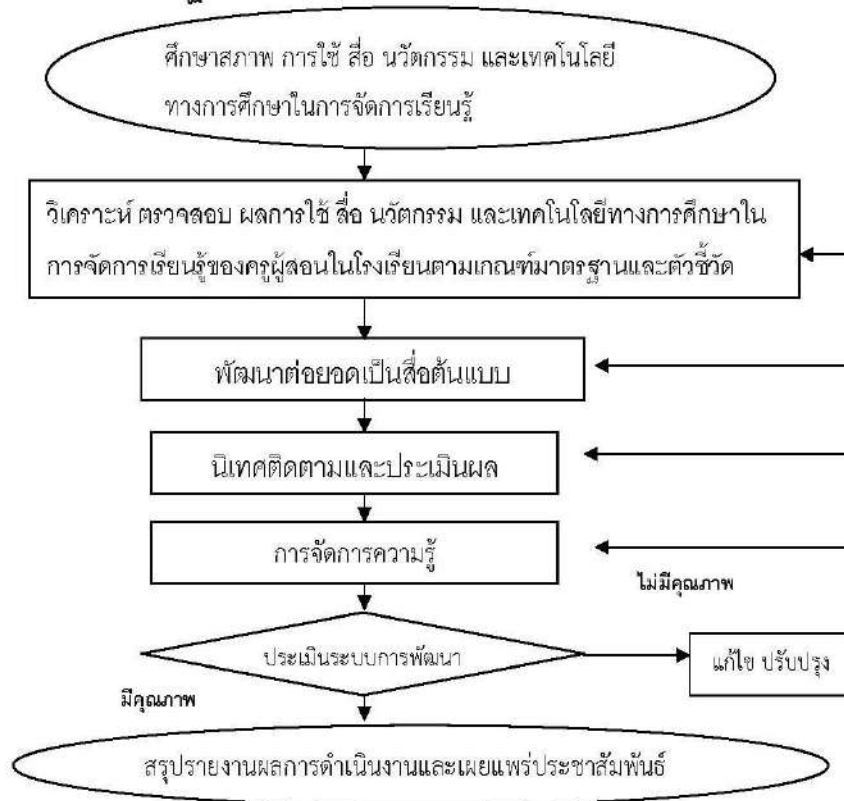 ศึกษาสภาพ การใช้ สื่อ นวัตกรรม และเทคโนโลยี
ทางการศึกษาในการจัดการเรียนรู้
วิเคราะห์ ตรวจสอบ ผลการใช้ สื่อ นวัตกรรม และเทคโนโลยีทางการศึกษาใน
การจัดการเรียนรู้ของครูผู้สอนในโรงเรียนตามเกณฑ์มาตรฐานและตัวชี้วัด
พัฒนาต่อยอดเป็นสื่อต้นแบบ
นิเทศติดตามและประเมินผล
การจัดการความรู้
ไม่มีคุณภาพ
ประเมินระบบการพัฒนา
แก้ไข ปรับปรุง
มีคุณภาพ
สรุปรายงานผลการดำเนินงานและเผยแพร่ประชาสัมพันธ์